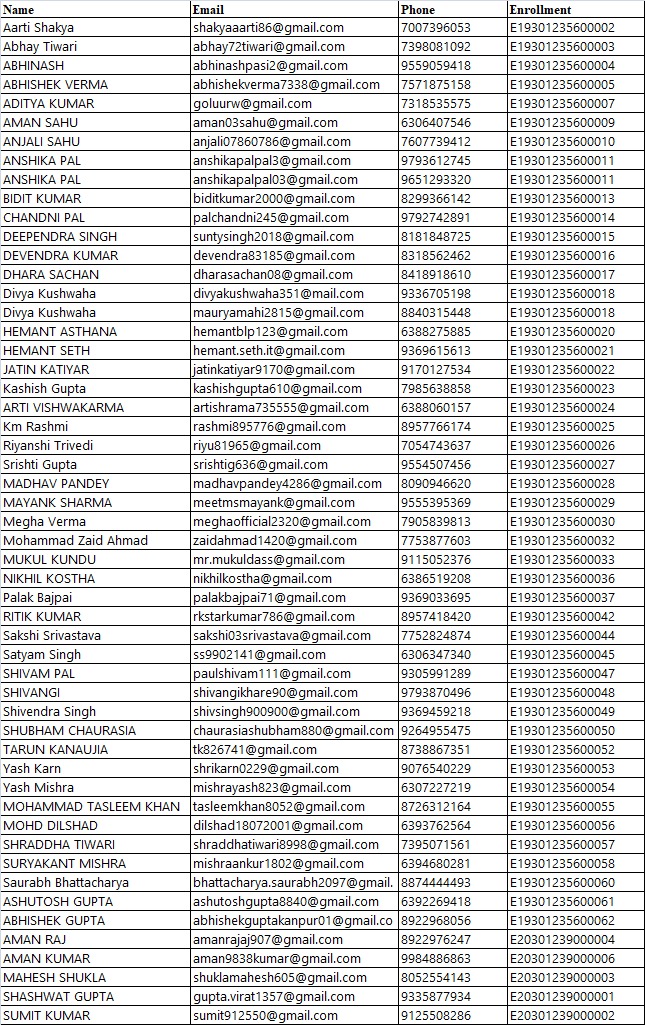 Name Email Phone Enrollment
Aarti Shakya shakyaaarti86@gmail.com 7007396053 E19301235600002
Abhay Tiwari abhay72tiwari@gmail.com 7398081092 E19301235600003
ABHINASH abhinashpasi2@gmail.com 9559059418 E19301235600004
ABHISHEK VERMA abhishekverma7338@gmail.com 7571875158 E19301235600005
ADITYA KUMAR goluurw@gmail.com 7318535575 E19301235600007
AMAN SAHU aman03sahu@gmail.com 6306407546 E19301235600009
ANJALI SAHU anjali07860786@gmail.com 7607739412 E19301235600010
ANSHIKA PAL anshikapalpal3@gmail.com 9793612745 E19301235600011
ANSHIKA PAL anshikapalpal03@gmail.com 9651293320 E19301235600011
BIDIT KUMAR biditkumar2000@gmail.com 8299366142 E19301235600013
CHANDNI PAL palchandni245@gmail.com 9792742891 E19301235600014
DEEPENDRA SINGH suntysingh2018@gmail.com 8181848725 E19301235600015
DEVENDRA KUMAR devendra83185@gmail.com 8318562462 E19301235600016
DHARA SACHAN dharasachan08@gmail.com 8418918610 E19301235600017
Divya Kushwaha divyakushwaha351@mail.com 9336705198 E19301235600018
Divya Kushwaha mauryamahi2815@gmail.com 8840315448 E19301235600018
HEMANT ASTHANA hemantblp123@gmail.com 6388275885 E19301235600020
HEMANT SETH hemant.seth.it@gmail.com 9369615613 E19301235600021
JATIN KATIYAR jatinkatiyar9170@gmail.com 9170127534 E19301235600022
Kashish Gupta kashishgupta610@gmail.com 7985638858 E19301235600023
ARTI VISHWAKARMA artishrama735555@gmail.com 6388060157 E19301235600024
Km Rashmi rashmi895776@gmail.com 8957766174 E19301235600025
Riyanshi Trivedi riyu81965@gmail.com 7054743637 E19301235600026
Srishti Gupta srishtig636@gmail.com 9554507456 E19301235600027
MADHAV PANDEY madhavpandey4286@gmail.com 8090946620 E19301235600028
MAYANK SHARMA meetmsmayank@gmail.com 9555395369 E19301235600029
Megha Verma meghaofficial2320@gmail.com 7905839813 E19301235600030
Mohammad Zaid Ahmad zaidahmad1420@gmail.com 7753877603 E19301235600032
MUKUL KUNDU mr.mukuldass@gmail.com 9115052376 E19301235600033
NIKHIL KOSTHA nikhilkostha@gmail.com 6386519208 E19301235600036
Palak Bajpai palakbajpai71@gmail.com 9369033695 E19301235600037
RITIK KUMAR rkstarkumar786@gmail.com 8957418420 E19301235600042
Sakshi Srivastava sakshi03srivastava@gmail.com 7752824874 E19301235600044
Satyam Singh ss9902141@gmail.com 6306347340 E19301235600045
SHIVAM PAL paulshivam111@gmail.com 9305991289 E19301235600047
SHIVANGI shivangikhare90@gmail.com 9793870496 E19301235600048
Shivendra Singh shivsingh900900@gmail.com 9369459218 E19301235600049
SHUBHAM CHAURASIA chaurasiashubham880@gmail.com 9264955475 E19301235600050
TARUN KANAUJIA tk826741@gmail.com 8738867351 E19301235600052
Yash Karn shrikarn0229@gmail.com 9076540229 E19301235600053
Yash Mishra mishrayash823@gmail.com 6307227219 E19301235600054
MOHAMMAD TASLEEM KHAN tasleemkhan8052@gmail.com 8726312164 E19301235600055
MOHD DILSHAD dilshad18072001@gmail.com 6393762564 E19301235600056
SHRADDHA TIWARI shraddhatiwari8998@gmail.com 7395071561 E19301235600057
SURYAKANT MISHRA mishraankur1802@gmail.com 6394680281 E19301235600058
Saurabh Bhattacharya bhattacharya.saurabh2097@gmail. 8874444493 E19301235600060
ASHUTOSH GUPTA ashutoshgupta8840@gmail.com 6392269418 E19301235600061
ABHISHEK GUPTA abhishekguptakanpur01@gmail.co 8922968056 E19301235600062
AMAN RAJ amanrajaj907@gmail.com 8922976247 E20301239000004
AMAN KUMAR aman9838kumar@gmail.com 9984886863 E20301239000006
MAHESH SHUKLA shuklamahesh605@gmail.com 8052554143 E20301239000003
SHASHWAT GUPTA gupta.virat1357@gmail.com 9335877934 E20301239000001
SUMIT KUMAR sumit912550@gmail.com 9125508286 E20301239000002